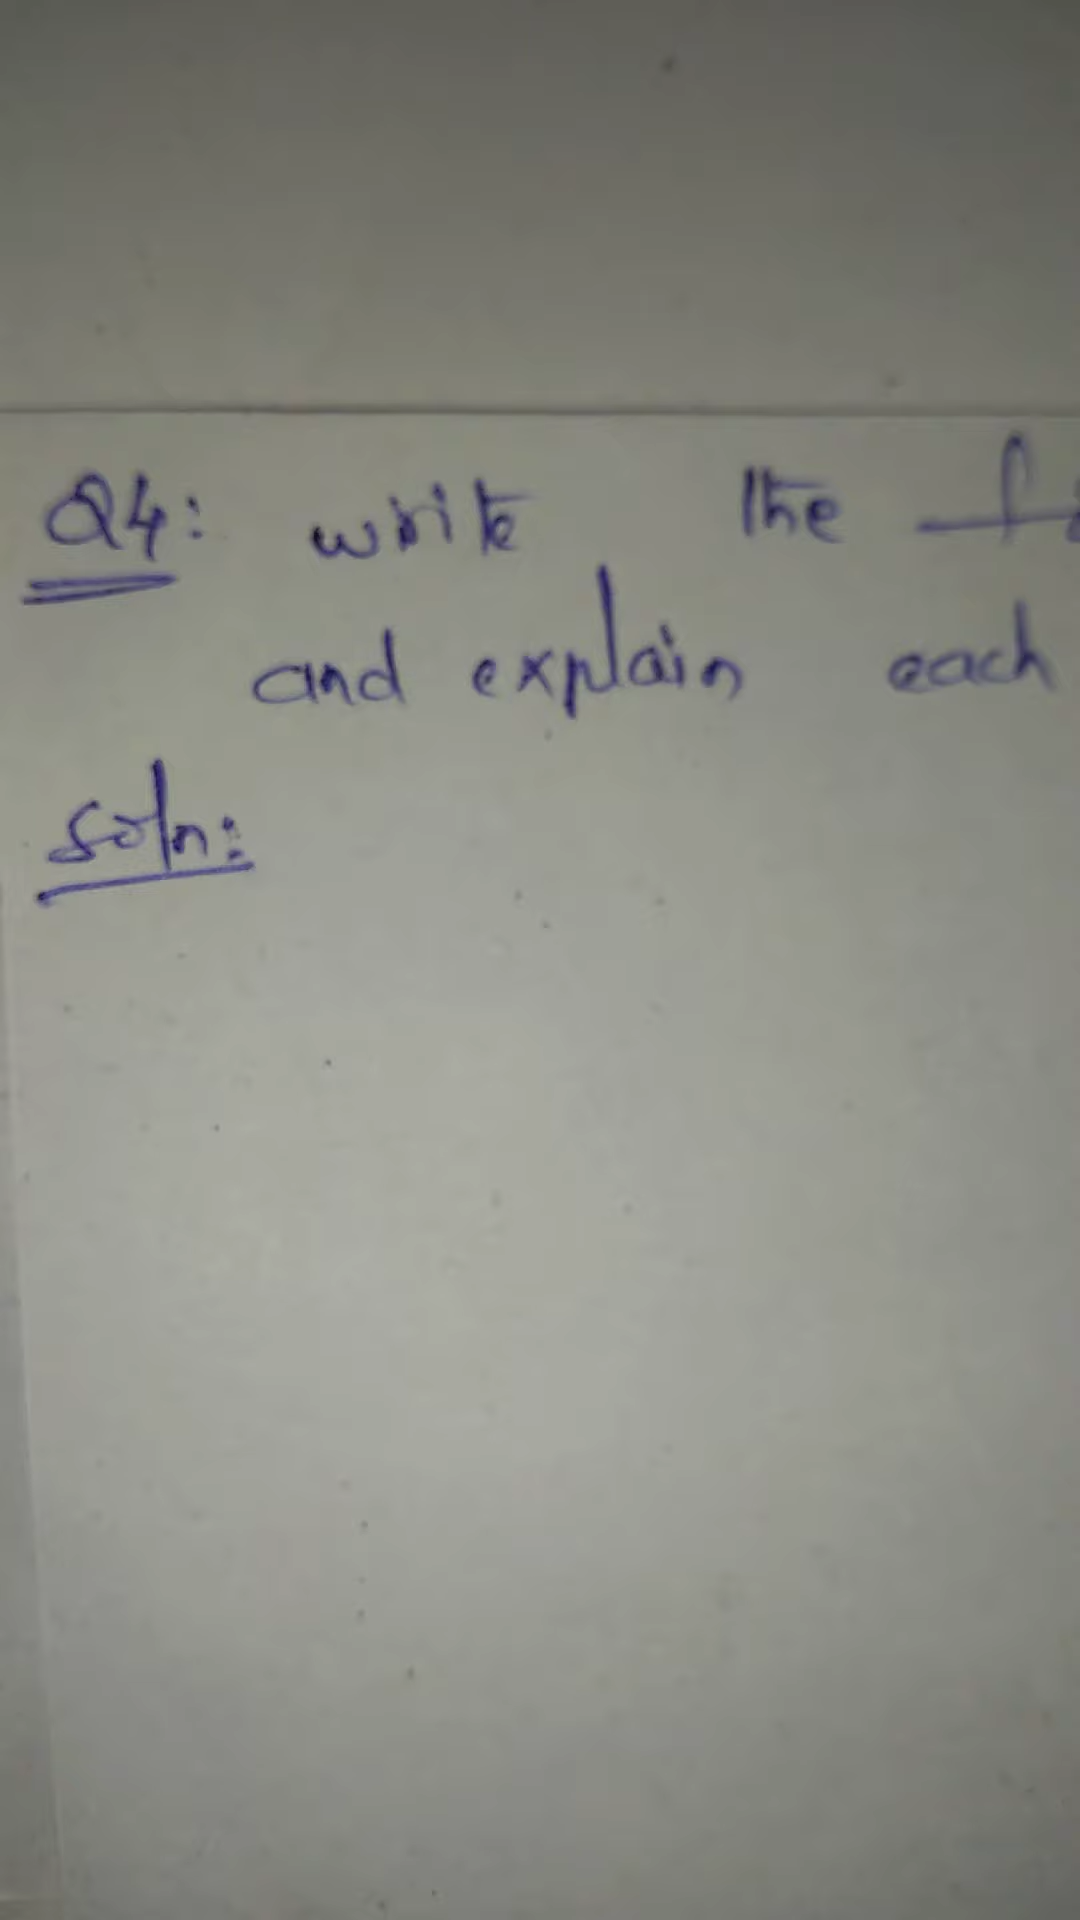 Q4: write the
and explain each
Soln: